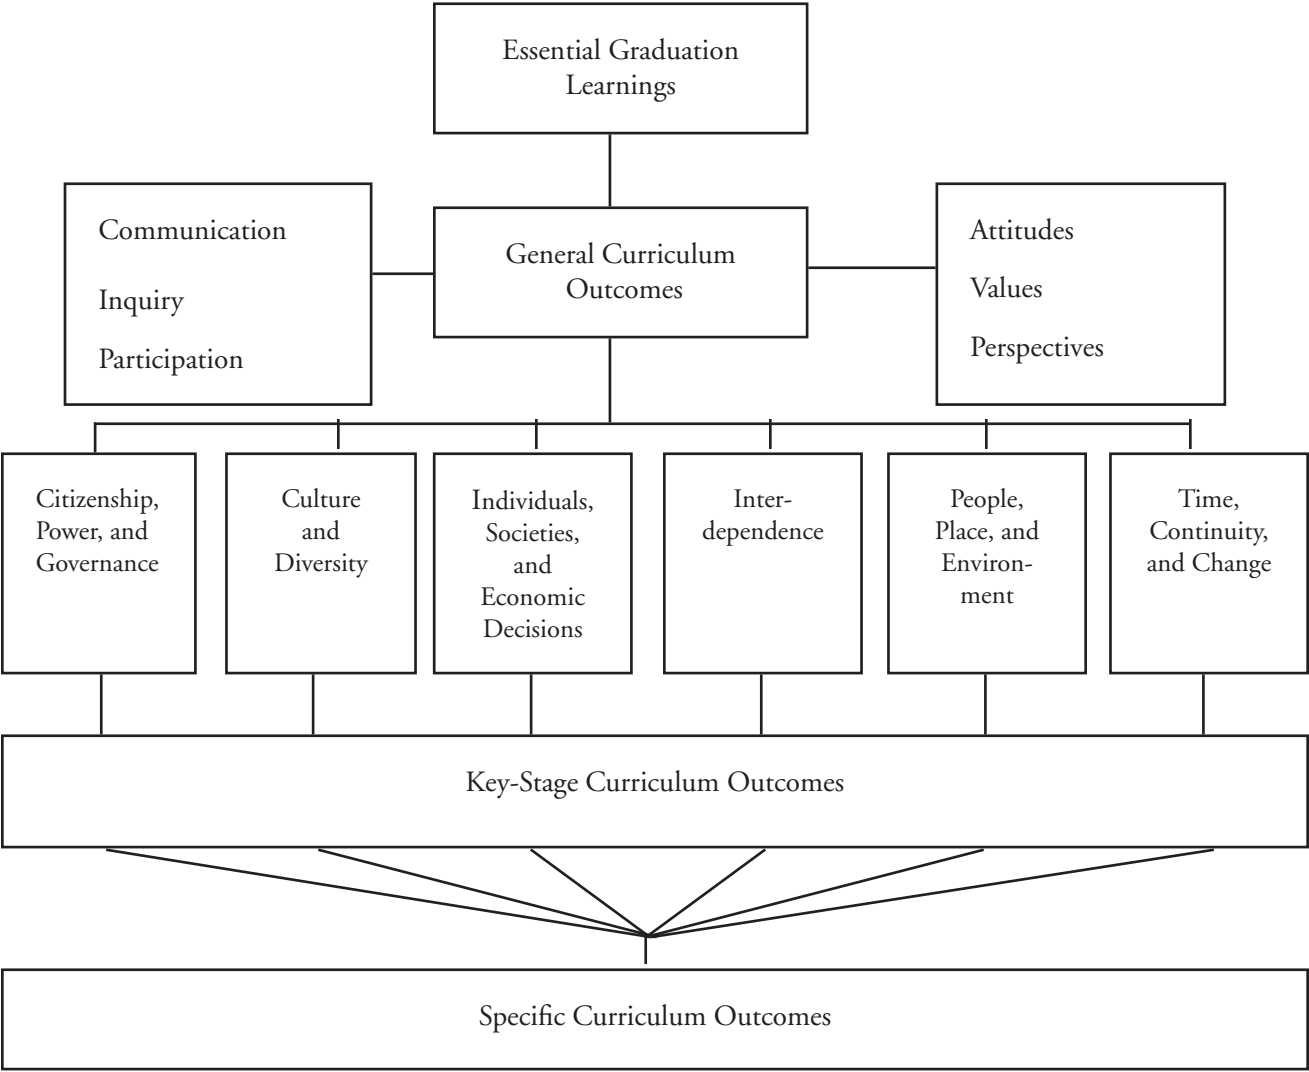 Essential Graduation
Learnings
Communication
Inquiry
Participation
General Curriculum
Outcomes
Attitudes
Values
Perspectives
Citizenship,
Power, and
Governance
Culture
and
Diversity
Individuals,
Societies,
and
Economic
Decisions
Inter-
dependence
People,
Place, and
Environ-
ment
Time,
Continuity,
and Change
Key-Stage Curriculum Outcomes
Specific Curriculum Outcomes